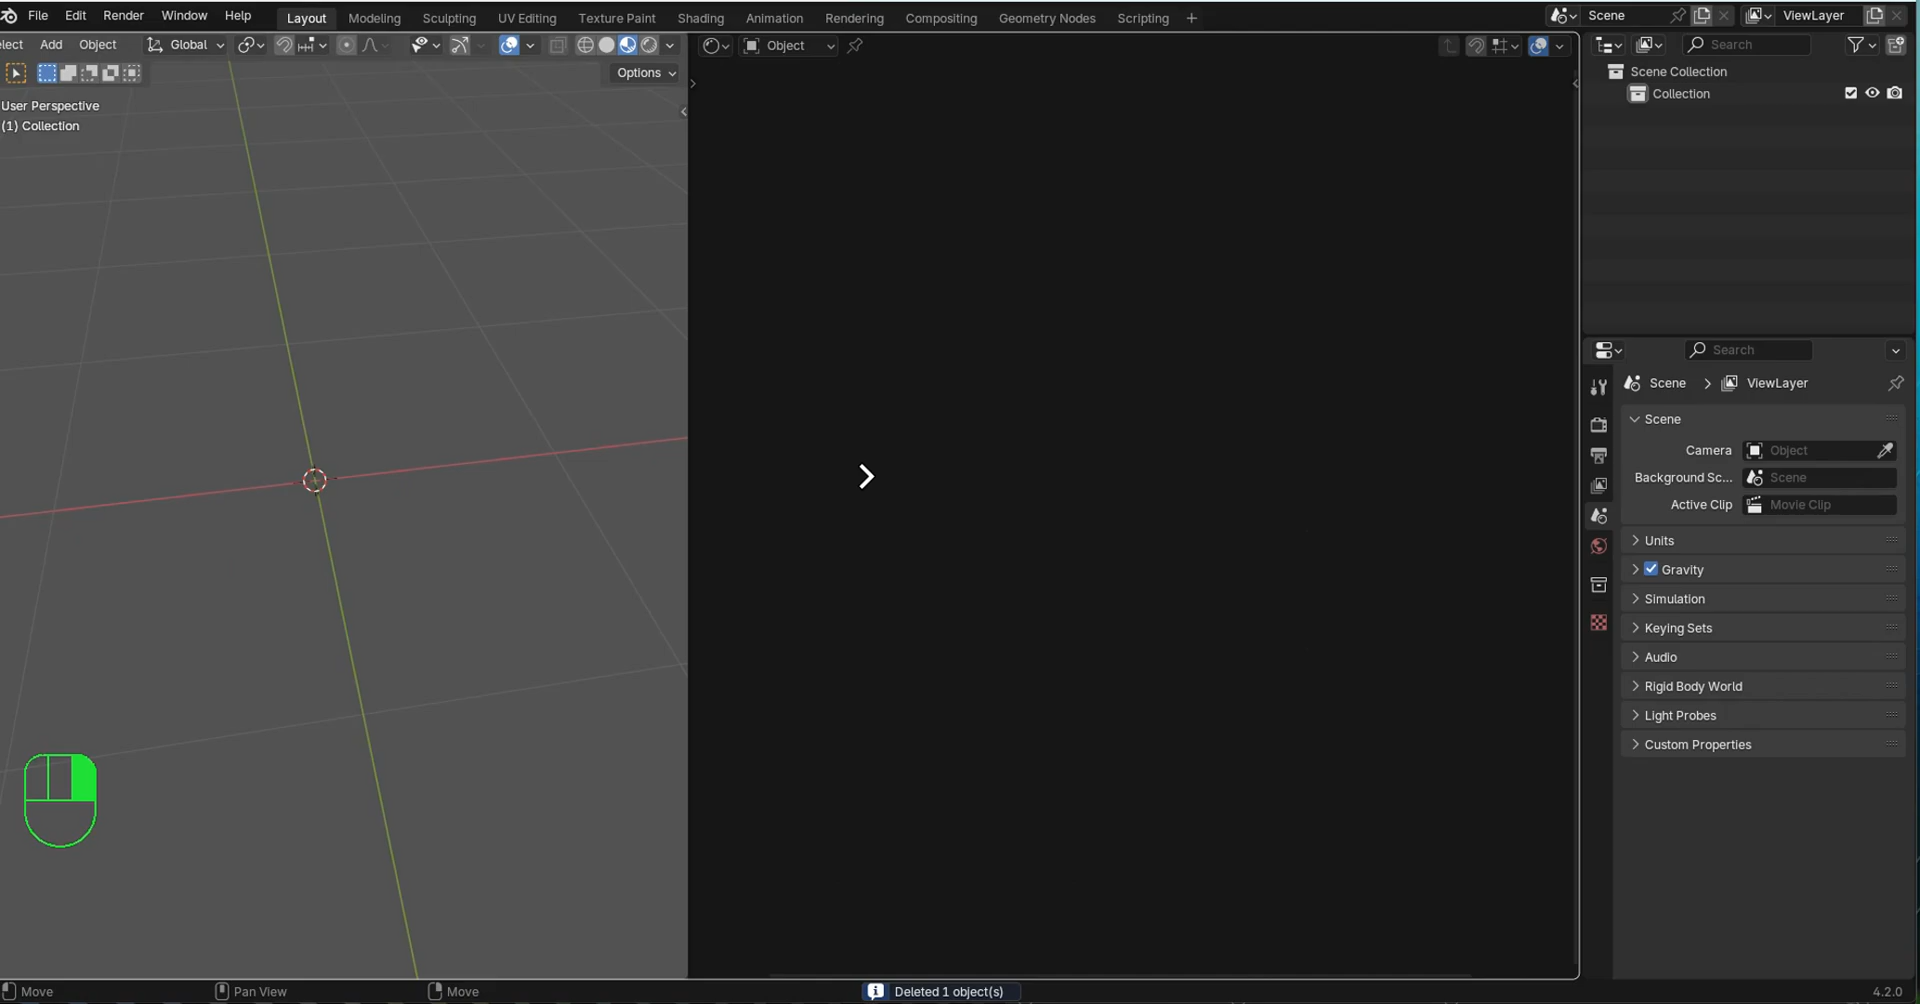 File Edit Render Window Help Layout Modeling Sculpting UV Editing Texture Paint Shading Animation Rendering Compositing Geometry Nodes Scripting + Scene ViewLayer
elect Add Object Global Object Search
Options
User Perspective
(1) Collection
Scene Collection
Collection
Search
Scene > ViewLayer
Scene
Camera Object
Background Sc... Scene
Active Clip Movie Clip
Units
Gravity
Simulation
Keying Sets
Audio
Rigid Body World
Light Probes
Custom Properties
Move Pan View Move Deleted 1 object(s) 4.2.0